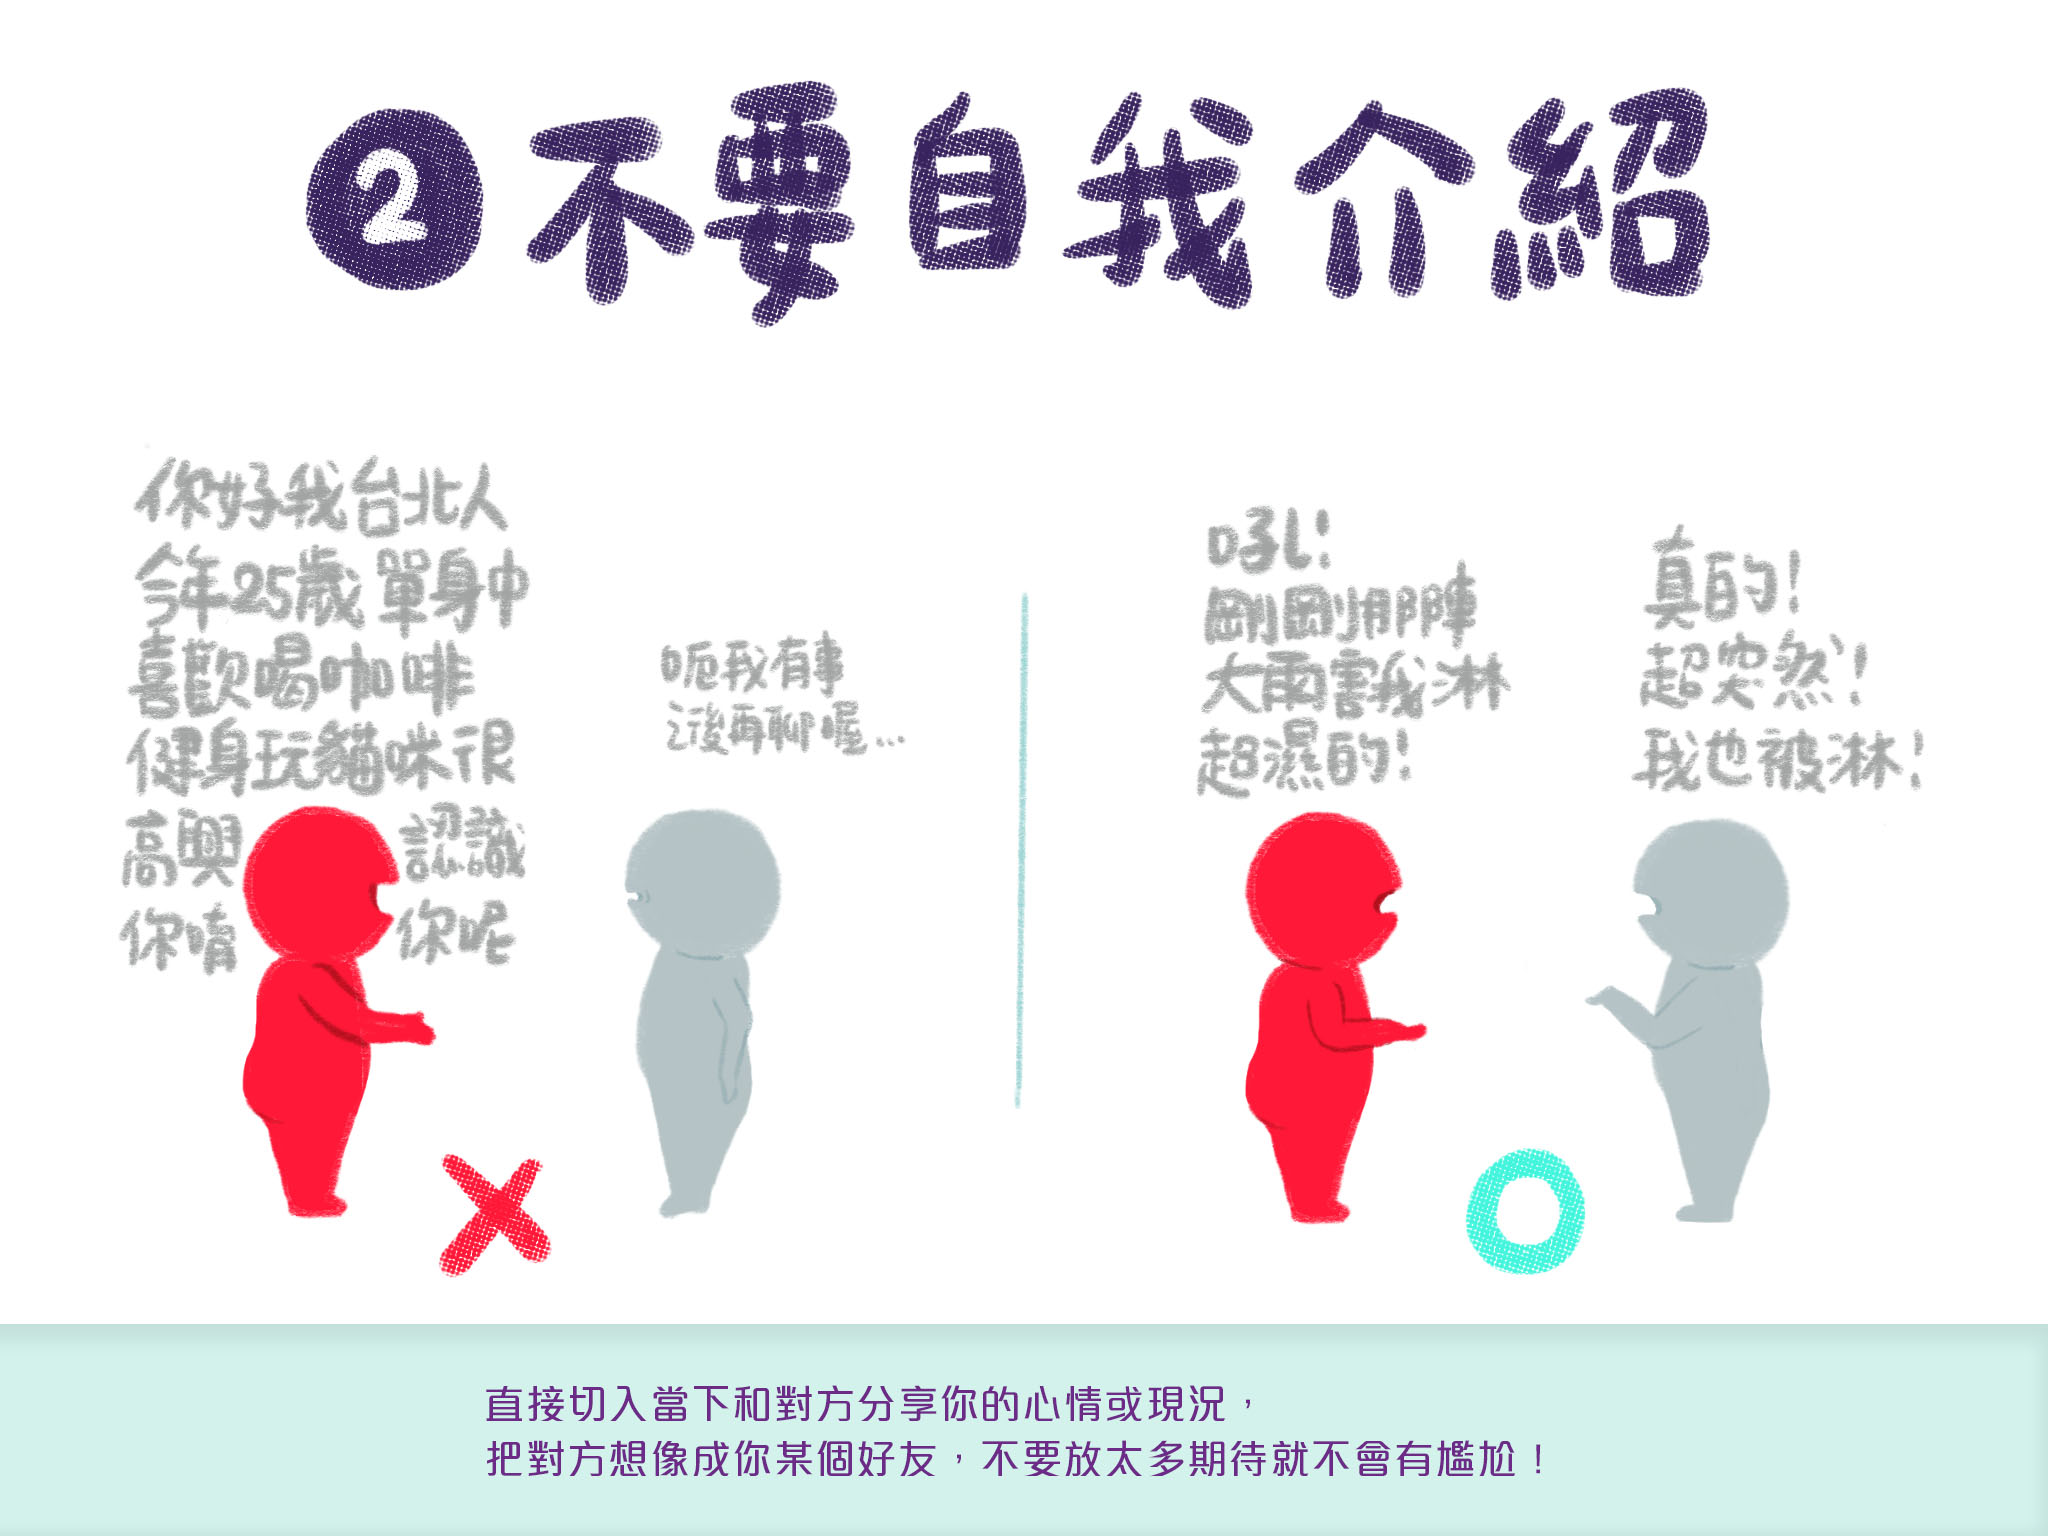 2 不要自我介紹
你好我台北人
今年25歲 單身中
喜歡喝咖啡
健身玩貓咪很
高興 認識
你唷 你呢
呃我有事
之後再聊喔...
吼!
剛剛那陣
大雨害我淋
超濕的!
真的!
超突然!
我也被淋!
直接切入當下和對方分享你的心情或現況，
把對方想像成你某個好友，不要放太多期待就不會有尷尬！